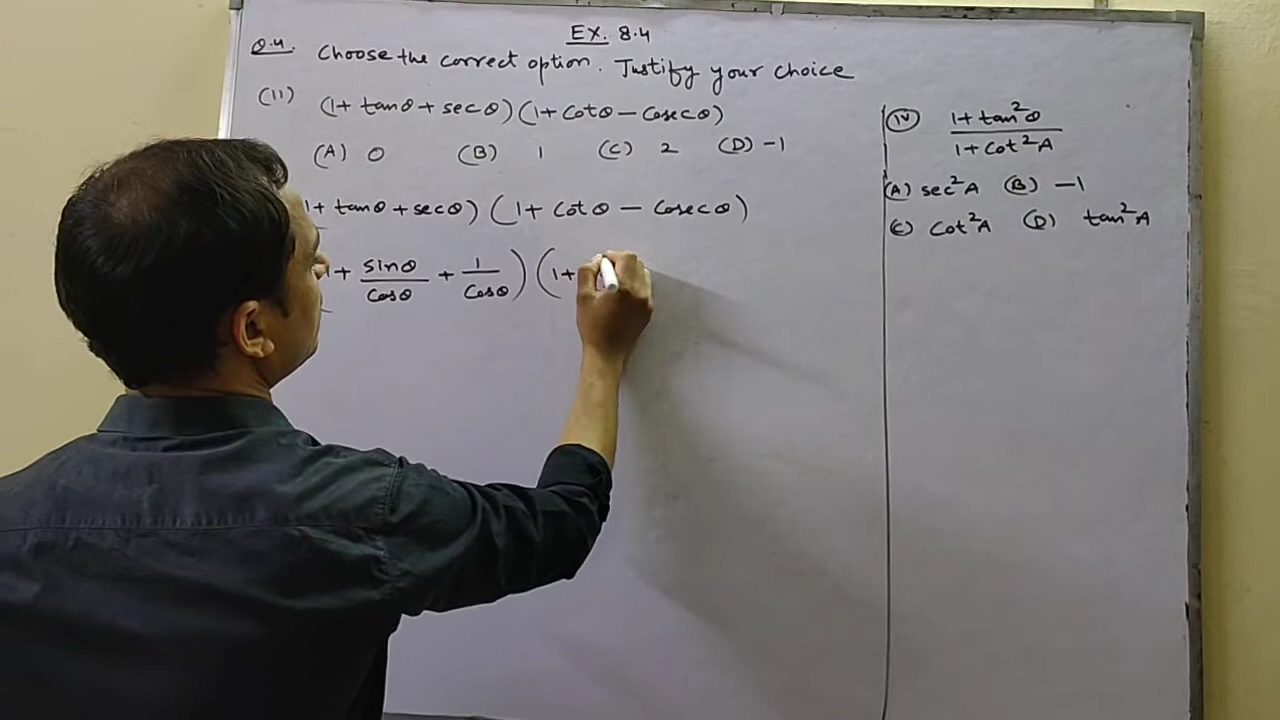 EX. 8.4
Q.4. Choose the correct option. Justify your choice
(II) (1 + tanθ + secθ)(1 + Cotθ − Cosecθ)
(A) 0 (B) 1 (C) 2 (D) -1
1 + tanθ + secθ) (1 + Cotθ − Cosecθ)
1 + sinθ/Cosθ + 1/Cosθ) (1+
(IV) 1 + tan²θ / 1 + Cot²A
(A) sec²A (B) -1
(C) Cot²A (D) tan²A